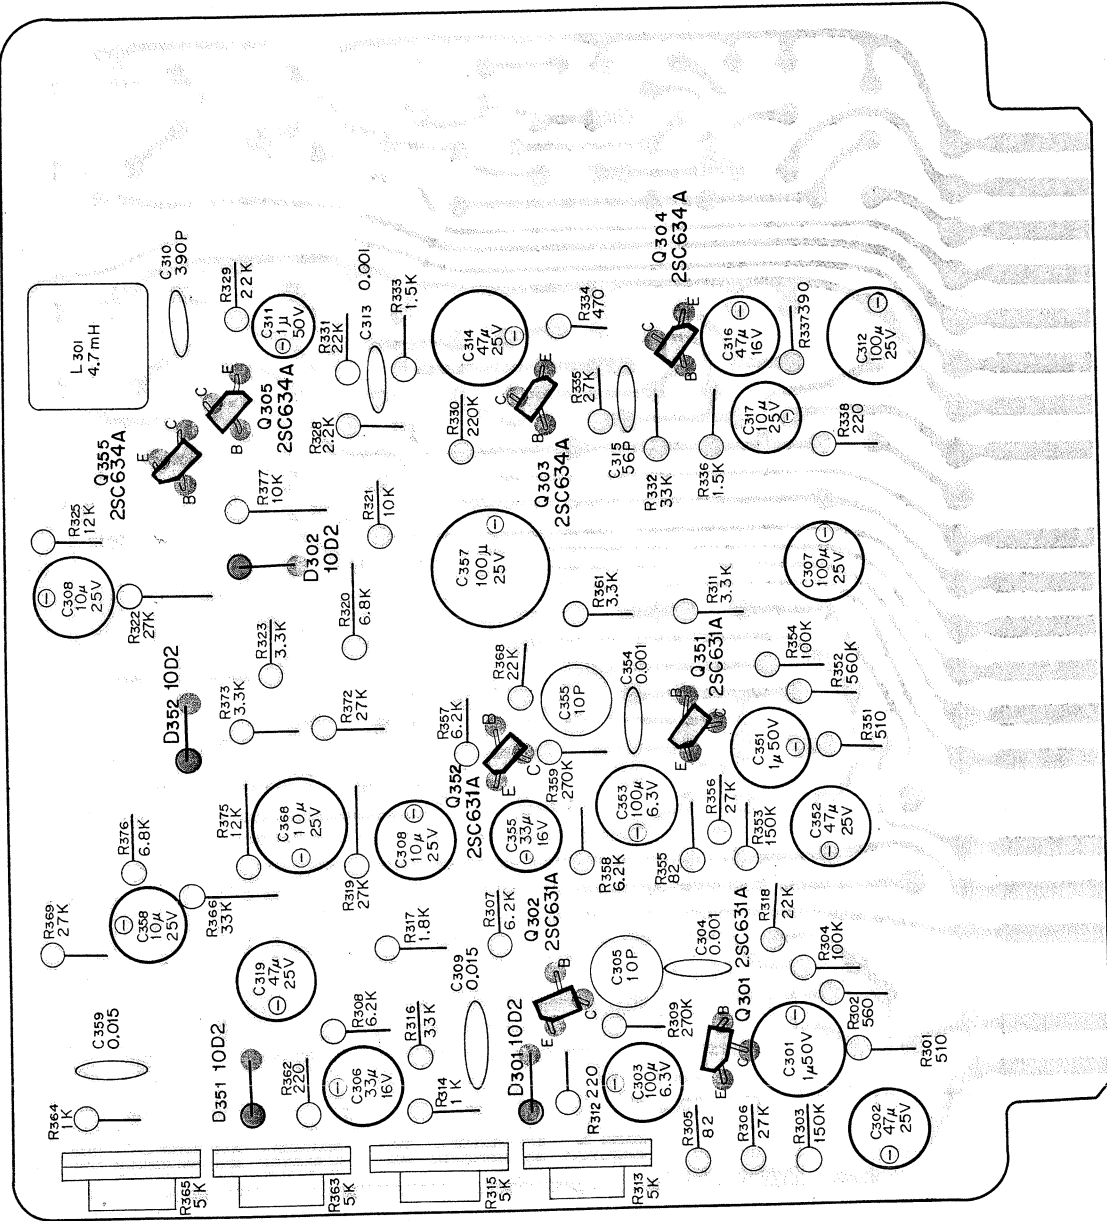 L301
4.7mH
C310
390P
R329
22K
C311
⊖ 1μ
50V
R331
22K
C313 0.001
R333
1.5K
C314
47μ
25V
⊖
R334
470
Q304
2SC634A
C
E
B
C316
47μ
16V
⊖
R337 390
C312
100μ
25V
⊖
Q355
2SC634A
E
C
B
Q305
2SC634A
C
E
B
R328
2.2K
R330
220K
Q303
2SC634A
C
E
B
R335
27K
C315
56P
R332
33K
R336
1.5K
C317
10μ
25V
⊖
R338
220
R325
12K
R377
10K
R321
10K
C308
10μ
25V
⊖
R322
27K
D302
10D2
R320
6.8K
C357
100μ
25V
⊖
R361
3.3K
R311
3.3K
C307
100μ
25V
⊖
D352 10D2
R323
3.3K
R373
3.3K
R372
27K
R368
22K
C355
10P
C354
0.001
Q351
2SC631A
B
C
E
R354
100K
R352
560K
R351
510
C351
1μ50V
⊖
R357
6.2K
Q352
2SC631A
B
C
E
R359
270K
R376
6.8K
R375
12K
C368
10μ
25V
⊖
R319
27K
C308
10μ
25V
⊖
C355
33μ
16V
⊖
C353
100μ
6.3V
⊖
R358
6.2K
R355
82
R356
27K
R353
150K
C352
47μ
25V
⊖
R369
27K
C358
10μ
25V
⊖
R366
33K
R317
1.8K
R307
6.2K
Q302
2SC631A
B
C
E
C305
10P
C304
0.001
R318
22K
R304
100K
R302
560
R301
510
C359
0.015
C319
47μ
25V
⊖
R308
6.2K
R316
33K
C309
0.015
R309
270K
Q301 2SC631A
B
C
E
C301
1μ50V
⊖
R364
1K
D351 10D2
R362
220
C306
33μ
16V
⊖
R314
1K
D301 10D2
R312 220
C303
100μ
6.3V
⊖
R305
82
R306
27K
R303
150K
C302
47μ
25V
⊖
R365
5K
R363
5K
R315
5K
R313
5K